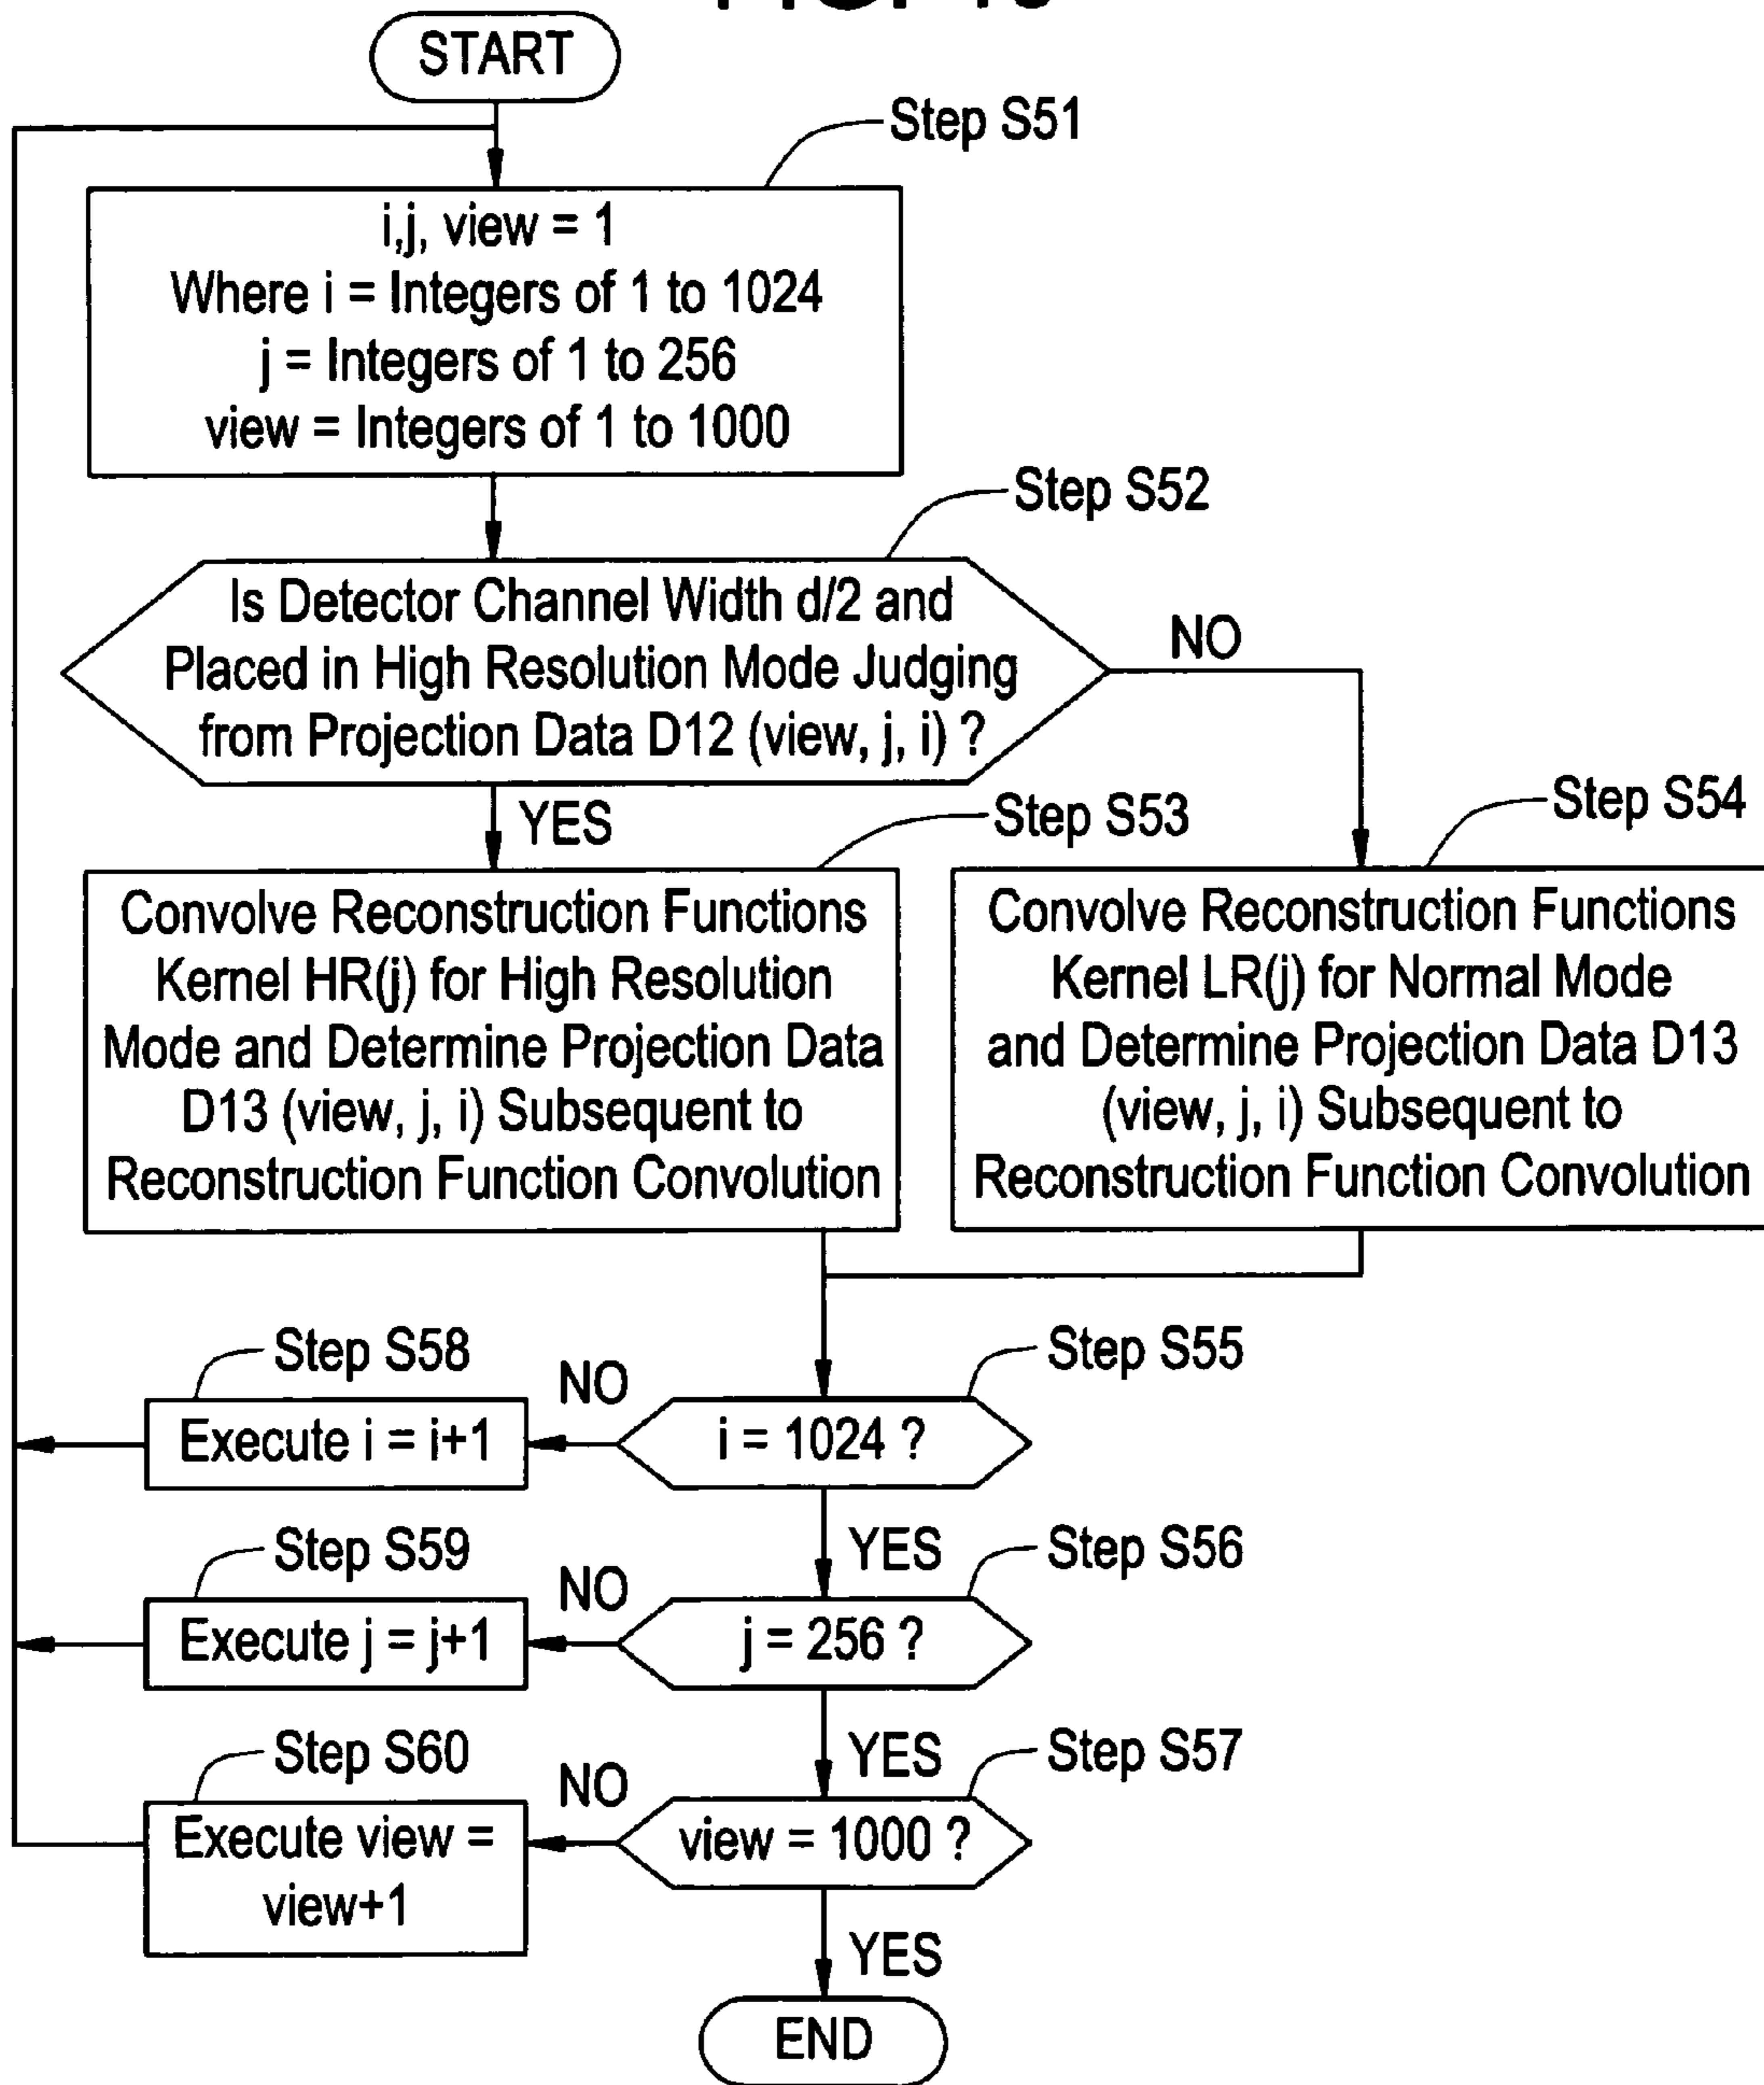 START
Step S51
i,j, view = 1
Where i = Integers of 1 to 1024
j = Integers of 1 to 256
view = Integers of 1 to 1000
Step S52
Is Detector Channel Width d/2 and
Placed in High Resolution Mode Judging
from Projection Data D12 (view, j, i) ?
NO
YES
Step S53
Step S54
Convolve Reconstruction Functions
Kernel HR(j) for High Resolution
Mode and Determine Projection Data
D13 (view, j, i) Subsequent to
Reconstruction Function Convolution
Convolve Reconstruction Functions
Kernel LR(j) for Normal Mode
and Determine Projection Data D13
(view, j, i) Subsequent to
Reconstruction Function Convolution
Step S58
NO
Step S55
Execute i = i+1
i = 1024 ?
YES
Step S59
NO
Step S56
Execute j = j+1
j = 256 ?
YES
Step S60
NO
Step S57
Execute view =
view+1
view = 1000 ?
YES
END